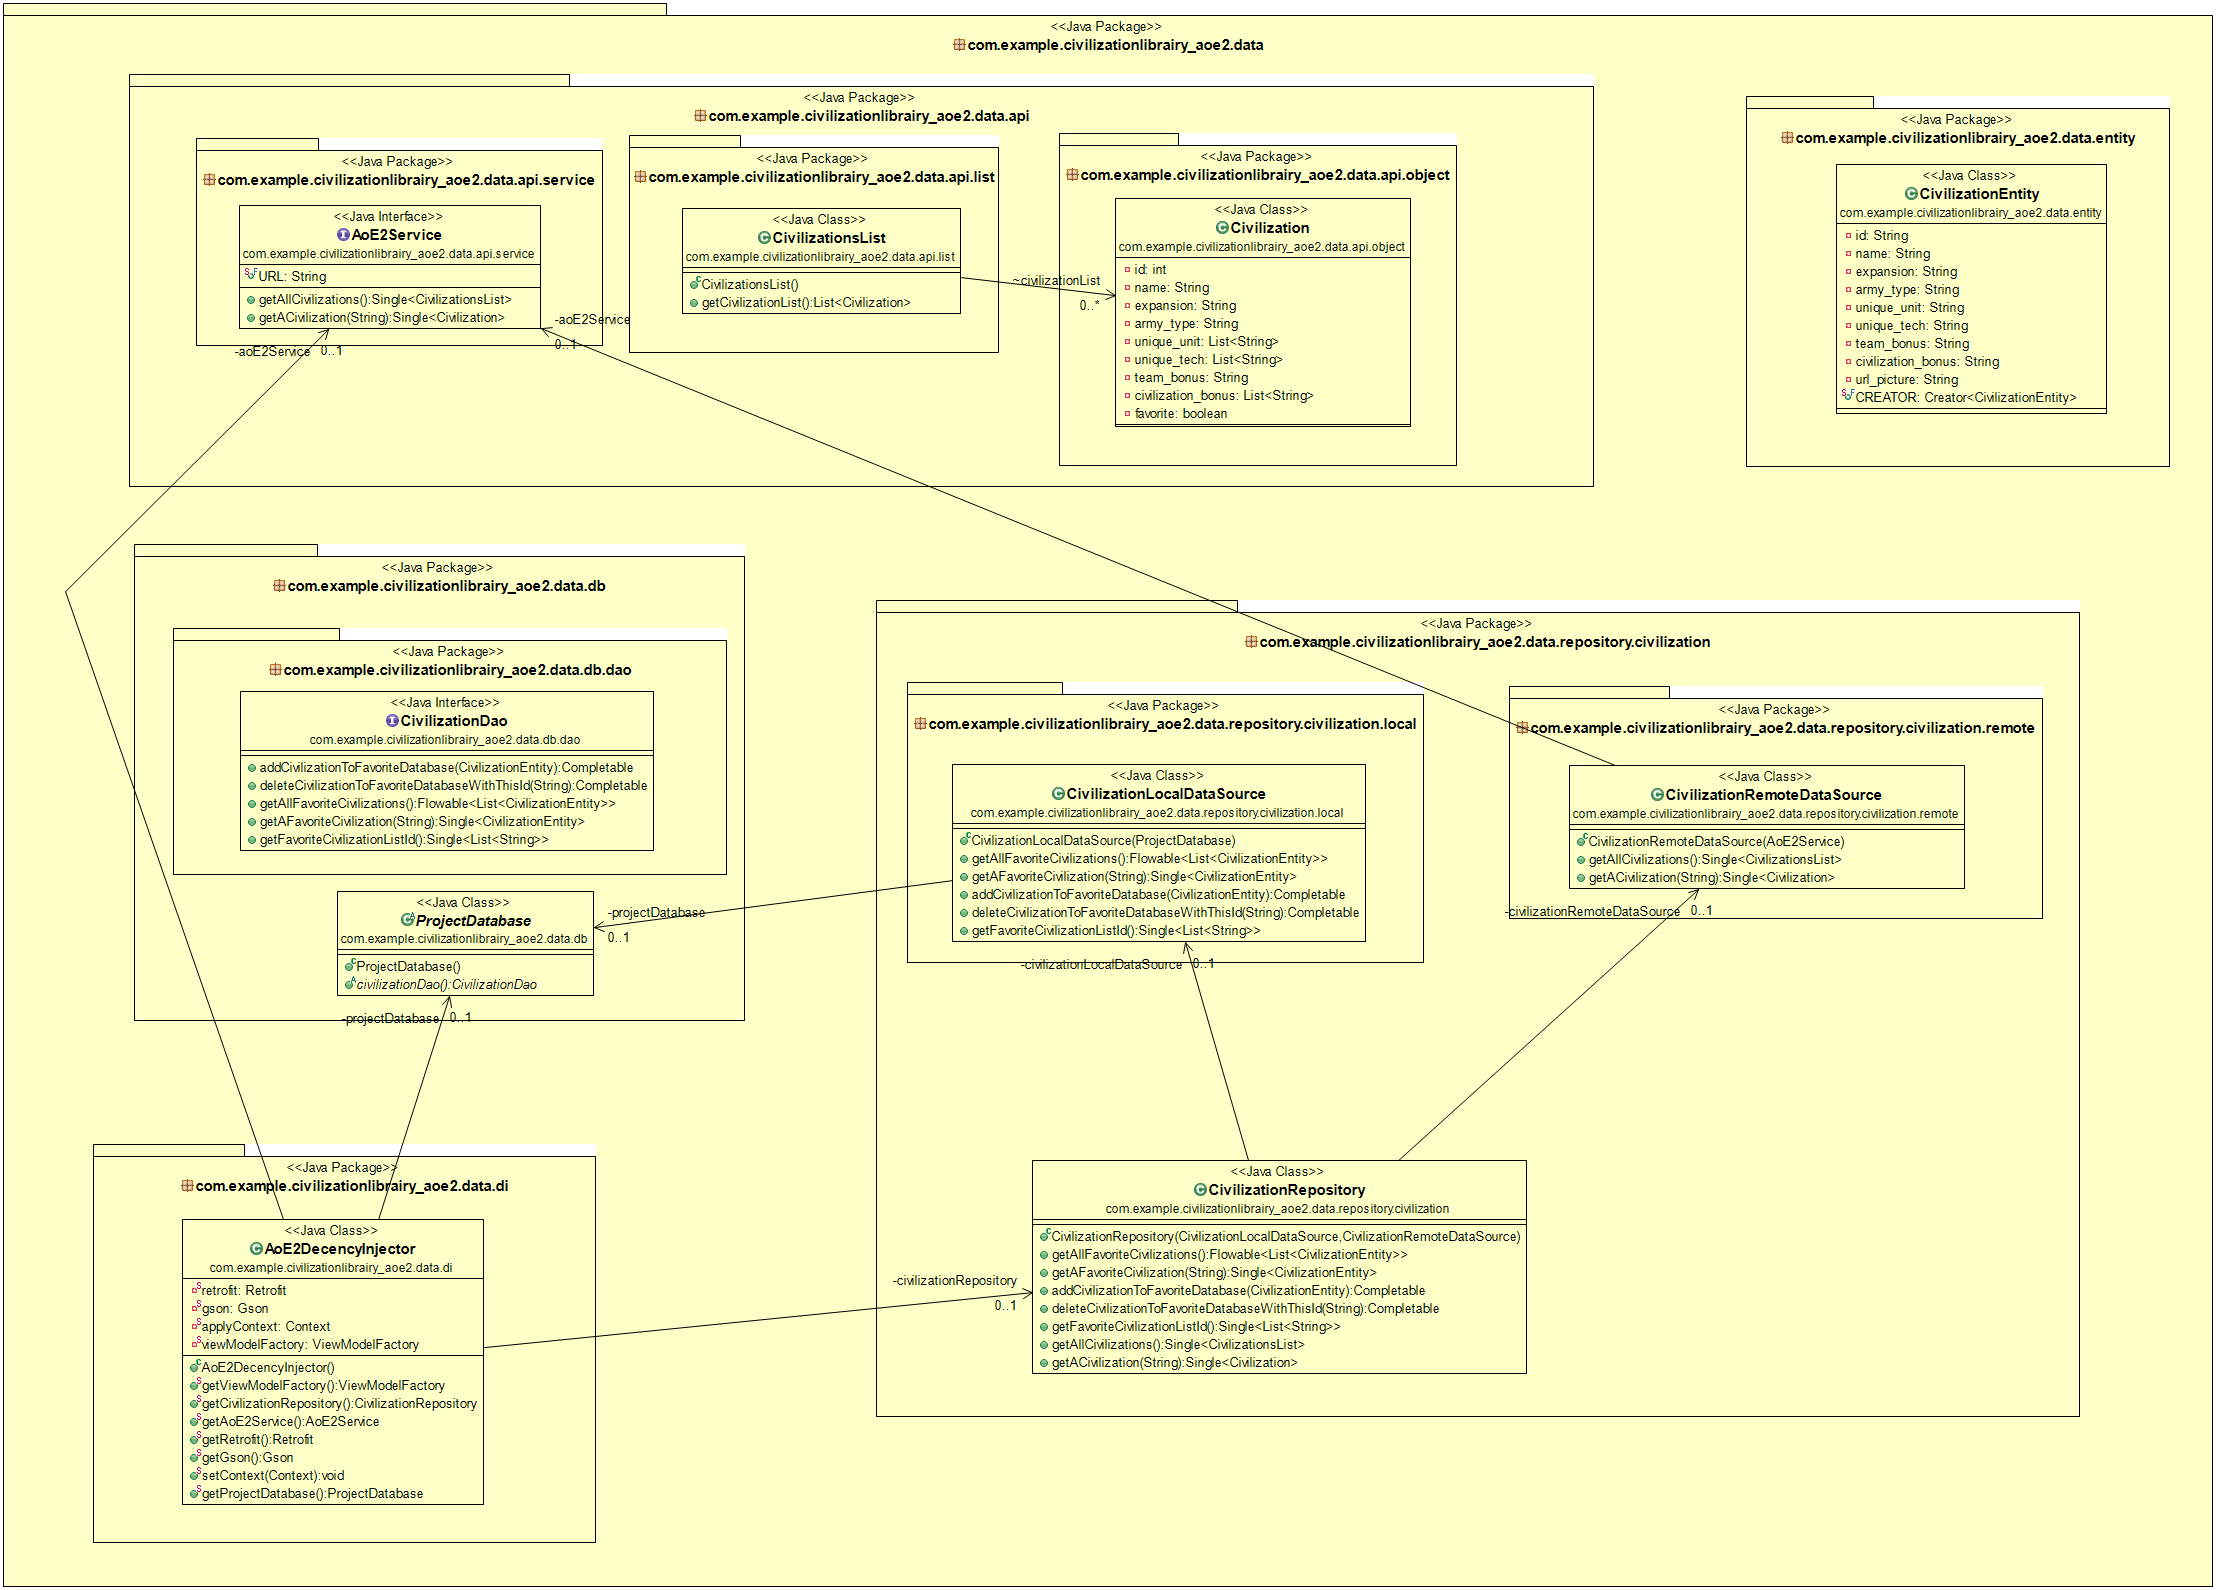 <<Java Package>>
com.example.civilizationlibrairy_aoe2.data
<<Java Package>>
com.example.civilizationlibrairy_aoe2.data.api
<<Java Package>>
com.example.civilizationlibrairy_aoe2.data.api.service
<<Java Interface>>
AoE2Service
com.example.civilizationlibrairy_aoe2.data.api.service
URL: String
getAllCivilizations():Single<CivilizationsList>
getACivilization(String):Single<Civilization>
-aoE2Service
0..1
-aoE2Service
0..1
<<Java Package>>
com.example.civilizationlibrairy_aoe2.data.api.list
<<Java Class>>
CivilizationsList
com.example.civilizationlibrairy_aoe2.data.api.list
CivilizationsList()
getCivilizationList():List<Civilization>
~civilizationList
0..*
<<Java Package>>
com.example.civilizationlibrairy_aoe2.data.api.object
<<Java Class>>
Civilization
com.example.civilizationlibrairy_aoe2.data.api.object
id: int
name: String
expansion: String
army_type: String
unique_unit: List<String>
unique_tech: List<String>
team_bonus: String
civilization_bonus: List<String>
favorite: boolean
<<Java Package>>
com.example.civilizationlibrairy_aoe2.data.entity
<<Java Class>>
CivilizationEntity
com.example.civilizationlibrairy_aoe2.data.entity
id: String
name: String
expansion: String
army_type: String
unique_unit: String
unique_tech: String
team_bonus: String
civilization_bonus: String
url_picture: String
CREATOR: Creator<CivilizationEntity>
<<Java Package>>
com.example.civilizationlibrairy_aoe2.data.db
<<Java Package>>
com.example.civilizationlibrairy_aoe2.data.db.dao
<<Java Interface>>
CivilizationDao
com.example.civilizationlibrairy_aoe2.data.db.dao
addCivilizationToFavoriteDatabase(CivilizationEntity):Completable
deleteCivilizationToFavoriteDatabaseWithThisId(String):Completable
getAllFavoriteCivilizations():Flowable<List<CivilizationEntity>>
getAFavoriteCivilization(String):Single<CivilizationEntity>
getFavoriteCivilizationListId():Single<List<String>>
<<Java Class>>
ProjectDatabase
com.example.civilizationlibrairy_aoe2.data.db
ProjectDatabase()
civilizationDao():CivilizationDao
-projectDatabase
0..1
-projectDatabase
0..1
<<Java Package>>
com.example.civilizationlibrairy_aoe2.data.repository.civilization
<<Java Package>>
com.example.civilizationlibrairy_aoe2.data.repository.civilization.local
<<Java Class>>
CivilizationLocalDataSource
com.example.civilizationlibrairy_aoe2.data.repository.civilization.local
CivilizationLocalDataSource(ProjectDatabase)
getAllFavoriteCivilizations():Flowable<List<CivilizationEntity>>
getAFavoriteCivilization(String):Single<CivilizationEntity>
addCivilizationToFavoriteDatabase(CivilizationEntity):Completable
deleteCivilizationToFavoriteDatabaseWithThisId(String):Completable
getFavoriteCivilizationListId():Single<List<String>>
-civilizationLocalDataSource
0..1
<<Java Package>>
com.example.civilizationlibrairy_aoe2.data.repository.civilization.remote
<<Java Class>>
CivilizationRemoteDataSource
com.example.civilizationlibrairy_aoe2.data.repository.civilization.remote
CivilizationRemoteDataSource(AoE2Service)
getAllCivilizations():Single<CivilizationsList>
getACivilization(String):Single<Civilization>
-civilizationRemoteDataSource
0..1
<<Java Package>>
com.example.civilizationlibrairy_aoe2.data.di
<<Java Class>>
AoE2DecencyInjector
com.example.civilizationlibrairy_aoe2.data.di
retrofit: Retrofit
gson: Gson
applyContext: Context
viewModelFactory: ViewModelFactory
AoE2DecencyInjector()
getViewModelFactory():ViewModelFactory
getCivilizationRepository():CivilizationRepository
getAoE2Service():AoE2Service
getRetrofit():Retrofit
getGson():Gson
setContext(Context):void
getProjectDatabase():ProjectDatabase
-civilizationRepository
0..1
<<Java Class>>
CivilizationRepository
com.example.civilizationlibrairy_aoe2.data.repository.civilization
CivilizationRepository(CivilizationLocalDataSource,CivilizationRemoteDataSource)
getAllFavoriteCivilizations():Flowable<List<CivilizationEntity>>
getAFavoriteCivilization(String):Single<CivilizationEntity>
addCivilizationToFavoriteDatabase(CivilizationEntity):Completable
deleteCivilizationToFavoriteDatabaseWithThisId(String):Completable
getFavoriteCivilizationListId():Single<List<String>>
getAllCivilizations():Single<CivilizationsList>
getACivilization(String):Single<Civilization>